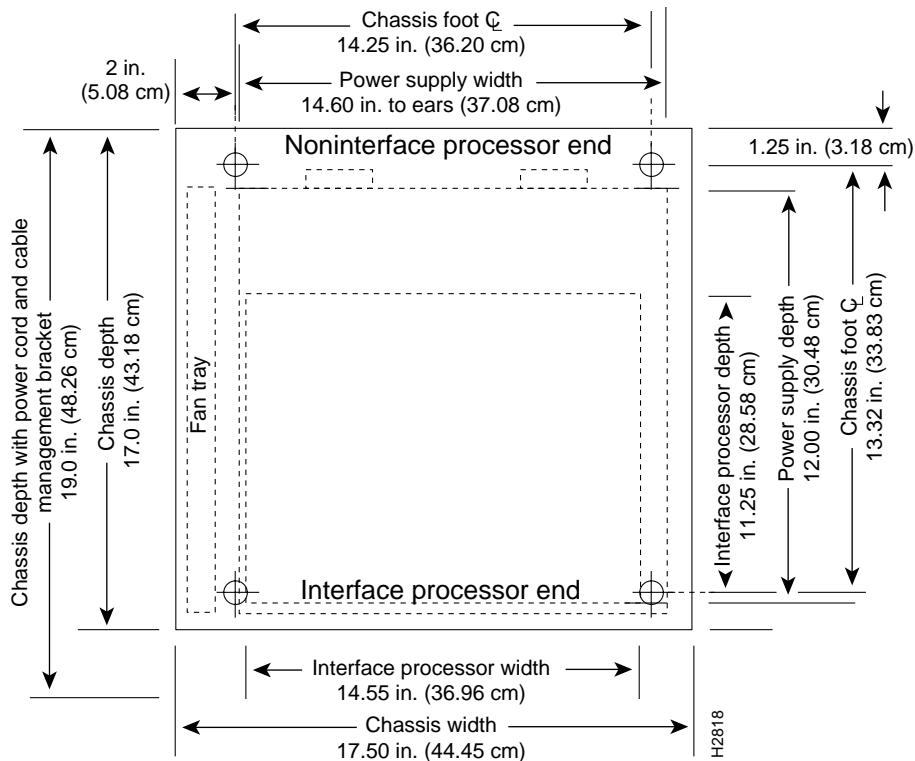 Chassis foot ℄
14.25 in. (36.20 cm)
2 in.
(5.08 cm)
Power supply width
14.60 in. to ears (37.08 cm)
Noninterface processor end
1.25 in. (3.18 cm)
Chassis depth with power cord and cable
management bracket
19.0 in. (48.26 cm)
Chassis depth
17.0 in. (43.18 cm)
Fan tray
Interface processor depth
11.25 in. (28.58 cm)
Power supply depth
12.00 in. (30.48 cm)
Chassis foot ℄
13.32 in. (33.83 cm)
Interface processor end
Interface processor width
14.55 in. (36.96 cm)
Chassis width
17.50 in. (44.45 cm)
H2818